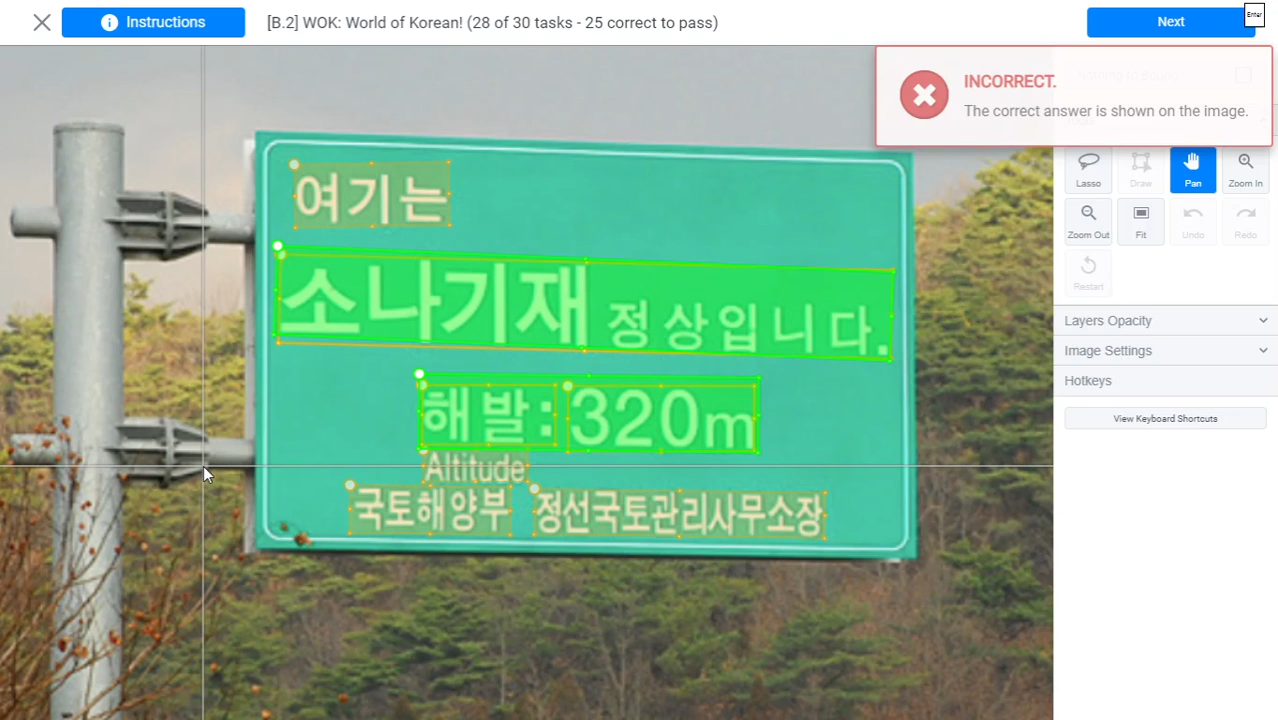 Instructions
[B.2] WOK: World of Korean! (28 of 30 tasks - 25 correct to pass)
Next
Enter
INCORRECT.
The correct answer is shown on the image.
Lasso
Draw
Pan
Zoom In
Zoom Out
Fit
Undo
Redo
Restart
Layers Opacity
Image Settings
Hotkeys
View Keyboard Shortcuts
여기는
소나기재 정상입니다.
해발: 320m
Altitude
국토해양부 정선국토관리사무소장